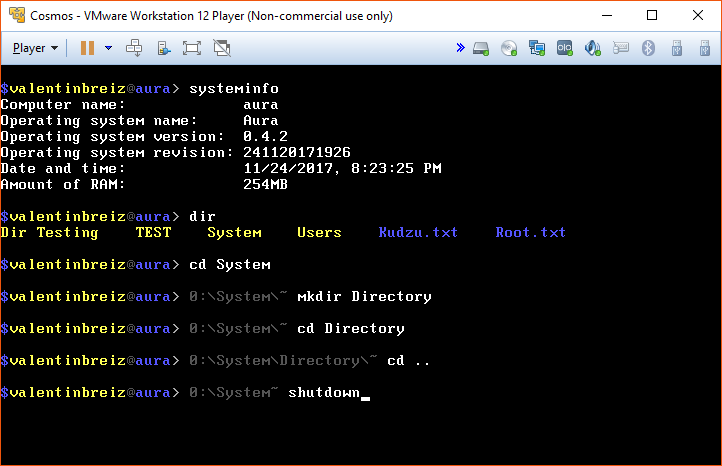 Cosmos - VMware Workstation 12 Player (Non-commercial use only)
Player
$valentinbreiz@aura> systeminfo
Computer name: aura
Operating system name: Aura
Operating system version: 0.4.2
Operating system revision: 241120171926
Date and time: 11/24/2017, 8:23:25 PM
Amount of RAM: 254MB
$valentinbreiz@aura> dir
Dir Testing TEST System Users Kudzu.txt Root.txt
$valentinbreiz@aura> cd System
$valentinbreiz@aura> 0:\System\~ mkdir Directory
$valentinbreiz@aura> 0:\System\~ cd Directory
$valentinbreiz@aura> 0:\System\Directory\~ cd ..
$valentinbreiz@aura> 0:\System~ shutdown_